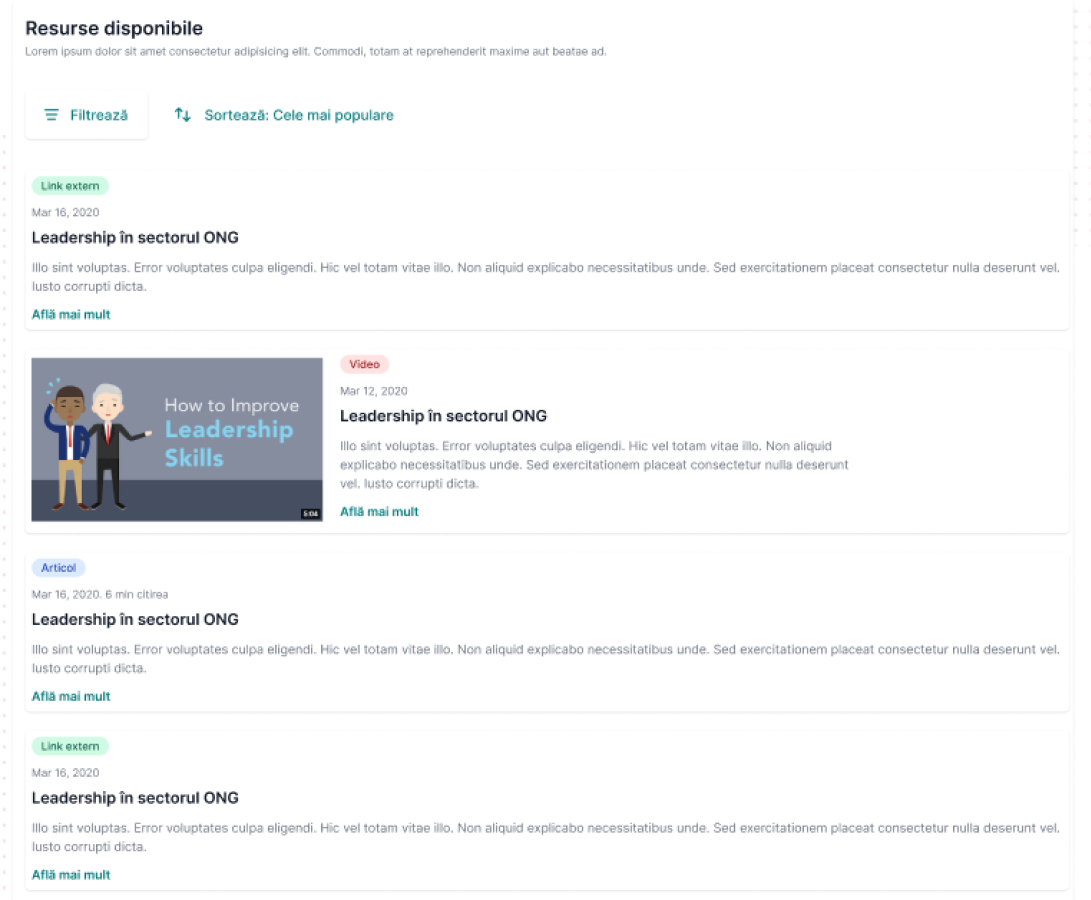 Resurse disponibile
Lorem ipsum dolor sit amet consectetur adipisicing elit. Commodi, totam at reprehenderit maxime aut beatae ad.
Filtrează
Sortează: Cele mai populare
Link extern
Mar 16, 2020
Leadership în sectorul ONG
Illo sint voluptas. Error voluptates culpa eligendi. Hic vel totam vitae illo. Non aliquid explicabo necessitatibus unde. Sed exercitationem placeat consectetur nulla deserunt vel.
Iusto corrupti dicta.
Află mai mult
How to Improve
Leadership
Skills
5:04
Video
Mar 12, 2020
Leadership în sectorul ONG
Illo sint voluptas. Error voluptates culpa eligendi. Hic vel totam vitae illo. Non aliquid
explicabo necessitatibus unde. Sed exercitationem placeat consectetur nulla deserunt
vel. Iusto corrupti dicta.
Află mai mult
Articol
Mar 16, 2020. 6 min citirea
Leadership în sectorul ONG
Illo sint voluptas. Error voluptates culpa eligendi. Hic vel totam vitae illo. Non aliquid explicabo necessitatibus unde. Sed exercitationem placeat consectetur nulla deserunt vel.
Iusto corrupti dicta.
Află mai mult
Link extern
Mar 16, 2020
Leadership în sectorul ONG
Illo sint voluptas. Error voluptates culpa eligendi. Hic vel totam vitae illo. Non aliquid explicabo necessitatibus unde. Sed exercitationem placeat consectetur nulla deserunt vel.
Iusto corrupti dicta.
Află mai mult